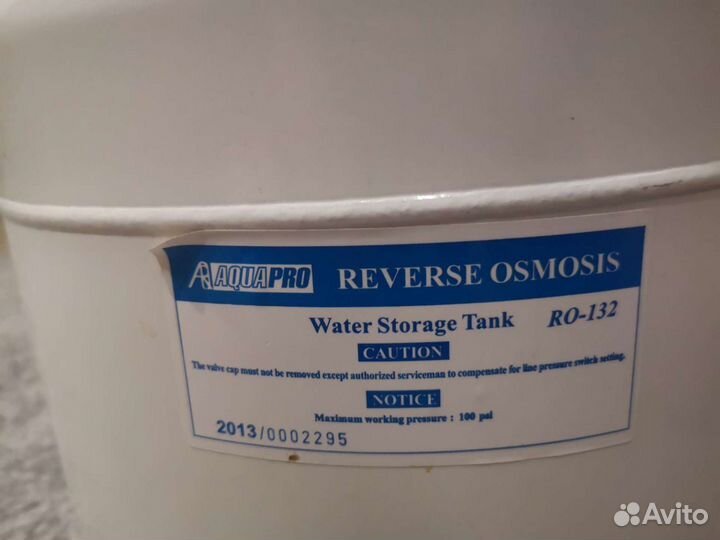 AQUAPRO REVERSE OSMOSIS
Water Storage Tank RO-132
CAUTION
The valve cap must not be removed except authorized serviceman to compensate for line pressure switch setting.
NOTICE
Maximum working pressure : 100 psi
2013/0002295
Avito